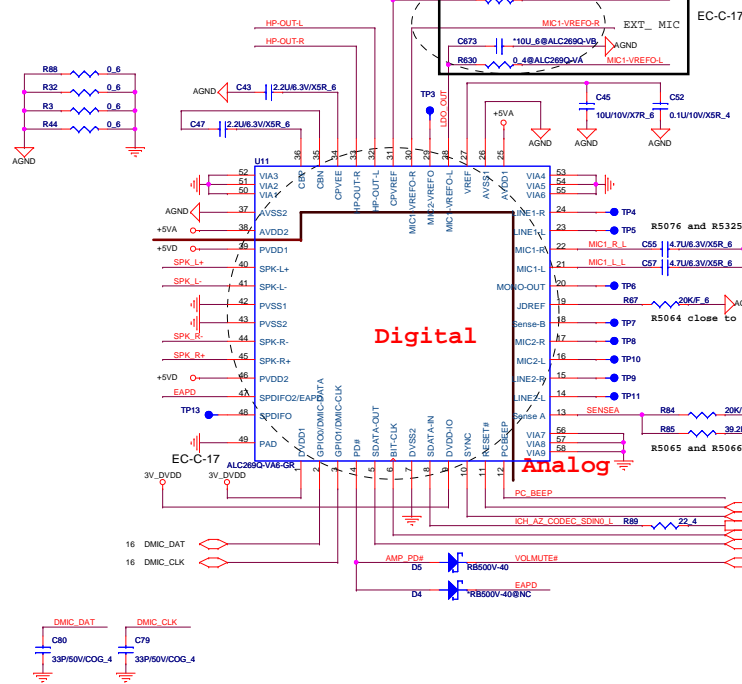 HP-OUT-L
HP-OUT-R
MIC1-VREFO-R
EXT_ MIC
EC-C-17
C673
*10U_6@ALC269Q-VB
AGND
R630
0_4@ALC269Q-VA
MIC1-VREFO-L
R88
0_6
R32
0_6
R3
0_6
R44
0_6
AGND
AGND
C43
2.2U/6.3V/X5R_6
C47
2.2U/6.3V/X5R_6
TP3
LDO_OUT
+5VA
C45
10U/10V/X7R_6
C52
0.1U/10V/X5R_4
AGND
AGND
AGND
36
35
34
33
32
31
30
29
28
27
26
25
U11
CBP
CBN
CPVEE
HP-OUT-R
HP-OUT-L
CPVREF
MIC1-VREFO-R
MIC2-VREFO
MIC1-VREFO-L
VREF
AVSS1
AVDD1
52 VIA3
51 VIA2
50 VIA1
AGND 37 AVSS2
+5VA 38 AVDD2
+5VD 39 PVDD1
SPK_L+ 40 SPK-L+
SPK_L- 41 SPK-L-
42 PVSS1
43 PVSS2
SPK_R- 44 SPK-R-
SPK_R+ 45 SPK-R+
+5VD 46 PVDD2
EAPD 47 SPDIFO2/EAPD
TP13 48 SPDIFO
49 PAD
VIA4 53
VIA5 54
VIA6 55
LINE1-R 24 TP4
LINE1-L 23 TP5
R5076 and R5325
MIC1-R 22 MIC1_R_L C55 4.7U/6.3V/X5R_6
MIC1-L 21 MIC1_L_L C57 4.7U/6.3V/X5R_6
MONO-OUT 20 TP6
JDREF 19 R67 20K/F_6
R5064 close to
Sense-B 18 TP7
MIC2-R 17 TP8
MIC2-L 16 TP10
LINE2-R 15 TP9
LINE2-L 14 TP11
Sense A 13 SENSEA R84 20K/
R85
R5065 and R5066
VIA7 56
VIA8 57
VIA9 58
Digital
Analog
EC-C-17
ALC269Q-VA6-GR
DVDD1
GPIO0/DMIC-DATA
GPIO1/DMIC-CLK
PD#
SDATA-OUT
BIT-CLK
DVSS2
SDATA-IN
DVDD-IO
SYNC
RESET#
PCBEEP
1
2
3
4
5
6
7
8
9
10
11
12
3V_DVDD
3V_DVDD
PC_BEEP
ICH_AZ_CODEC_SDIN0_L
R89
22_4
16 DMIC_DAT
16 DMIC_CLK
AMP_PD#
D5
RB500V-40
VOLMUTE#
D4
*RB500V-40@NC
EAPD
DMIC_DAT
DMIC_CLK
C80
33P/50V/COG_4
C79
33P/50V/COG_4